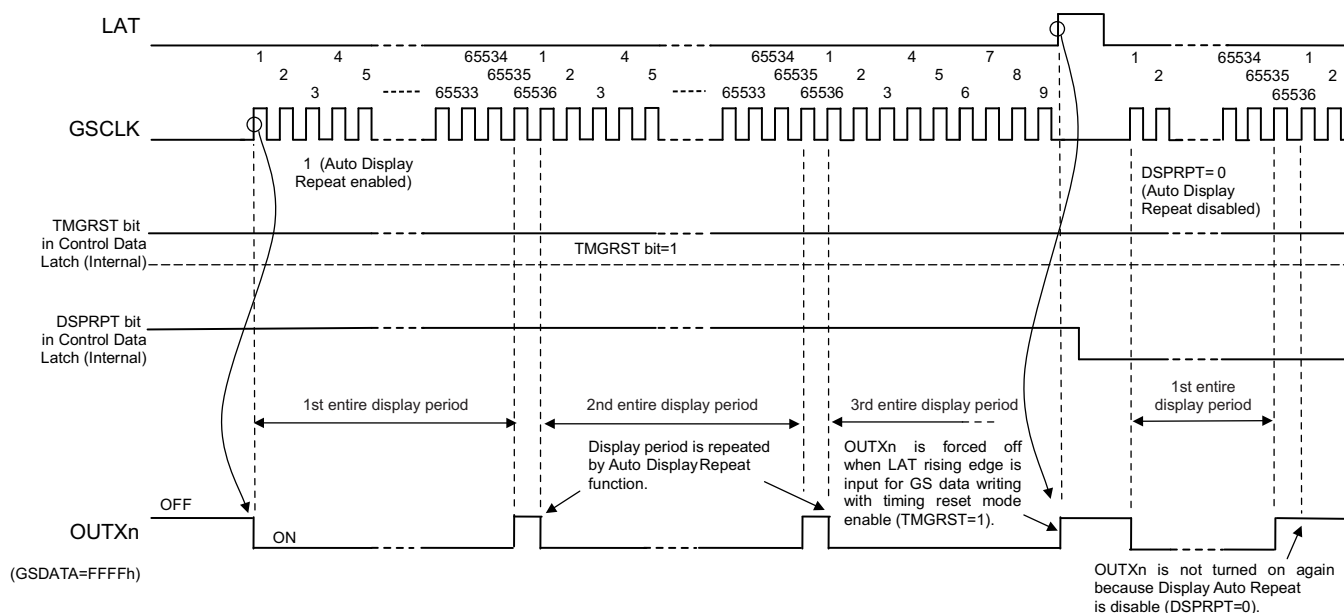 LAT
1 4 65534 1 4 65534 1 4 7 1 65534 1
2 5 65535 2 5 65535 2 5 8 2 65535 2
3 65533 65536 3 65533 65536 3 6 9 65536
GSCLK
1 (Auto Display
Repeat enabled)
DSPRPT= 0
(Auto Display
Repeat disabled)
TMGRST bit
in Control Data
Latch (Internal)
TMGRST bit=1
DSPRPT bit
in Control Data
Latch (Internal)
1st entire display period
2nd entire display period
3rd entire display period
1st entire
display period
Display period is repeated
by Auto Display Repeat
function.
OUTXn is forced off
when LAT rising edge is
input for GS data writing
with timing reset mode
enable (TMGRST=1).
OFF
OUTXn
ON
(GSDATA=FFFFh)
OUTXn is not turned on again
because Display Auto Repeat
is disable (DSPRPT=0).